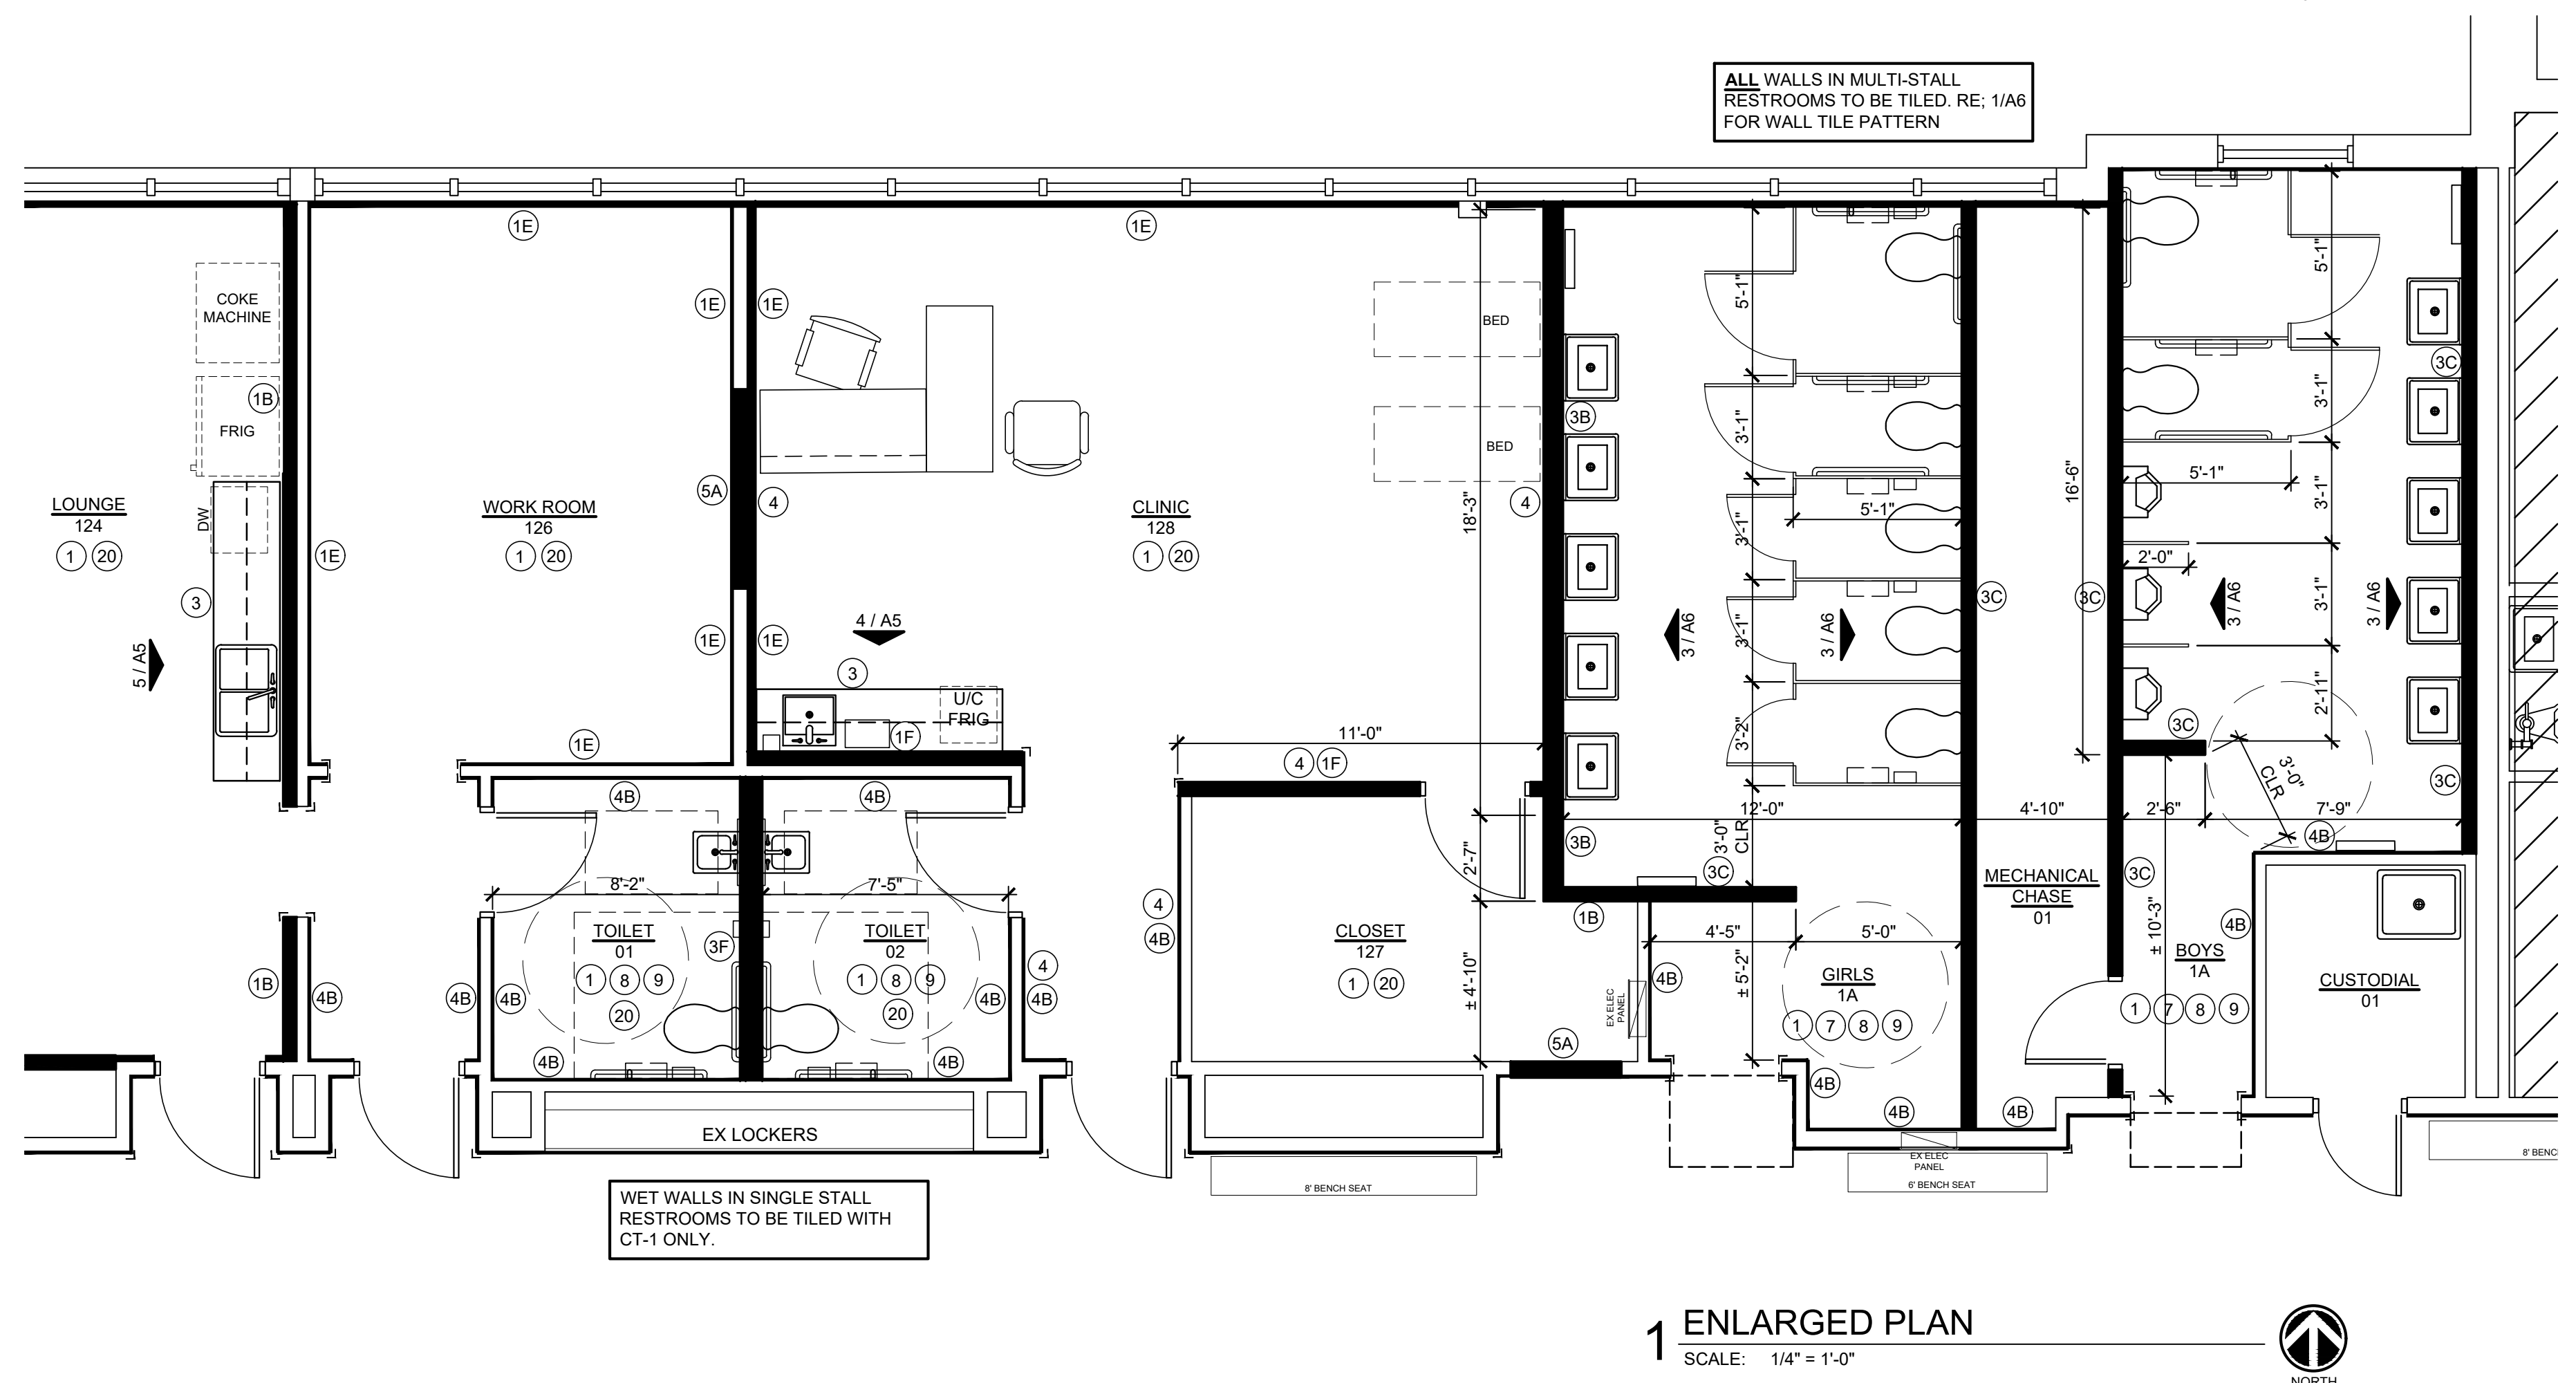 ALL WALLS IN MULTI-STALL
RESTROOMS TO BE TILED. RE; 1/A6
FOR WALL TILE PATTERN
1E
1E
COKE
MACHINE
1E
1E
BED
5'-1"
5'-1"
1B
FRIG
3B
3C
BED
3'-1"
3'-1"
LOUNGE
124
1
20
DW
3
5 / A5
1E
WORK ROOM
126
1
20
5A
4
1E
1E
CLINIC
128
1
20
4 / A5
3
U/C
FRIG
1F
18'-3"
4
5'-1"
3'-1"
3'-1"
3'-2"
3 / A6
3 / A6
3C
16'-6"
3C
5'-1"
2'-0"
3'-1"
3'-1"
2'-11"
3 / A6
3 / A6
3C
3'-0"
CLR
3C
1E
11'-0"
4
1F
4B
4B
12'-0"
4'-10"
2'-6"
7'-9"
4B
3B
3'-0"
CLR
3C
2'-7"
8'-2"
7'-5"
3C
4
4B
1B
MECHANICAL
CHASE
01
TOILET
01
1
8
9
20
3F
TOILET
02
1
8
9
20
4
4B
CLOSET
127
1
20
± 4'-10"
4'-5"
5'-0"
± 5'-2"
4B
GIRLS
1A
1
7
8
9
± 10'-3"
4B
BOYS
1A
1
7
8
9
CUSTODIAL
01
1B
4B
4B
4B
4B
EX ELEC
PANEL
5A
4B
4B
4B
4B
4B
EX LOCKERS
EX ELEC
PANEL
8' BENCH SEAT
6' BENCH SEAT
8' BENC
WET WALLS IN SINGLE STALL
RESTROOMS TO BE TILED WITH
CT-1 ONLY.
1
ENLARGED PLAN
SCALE: 1/4" = 1'-0"
NORTH